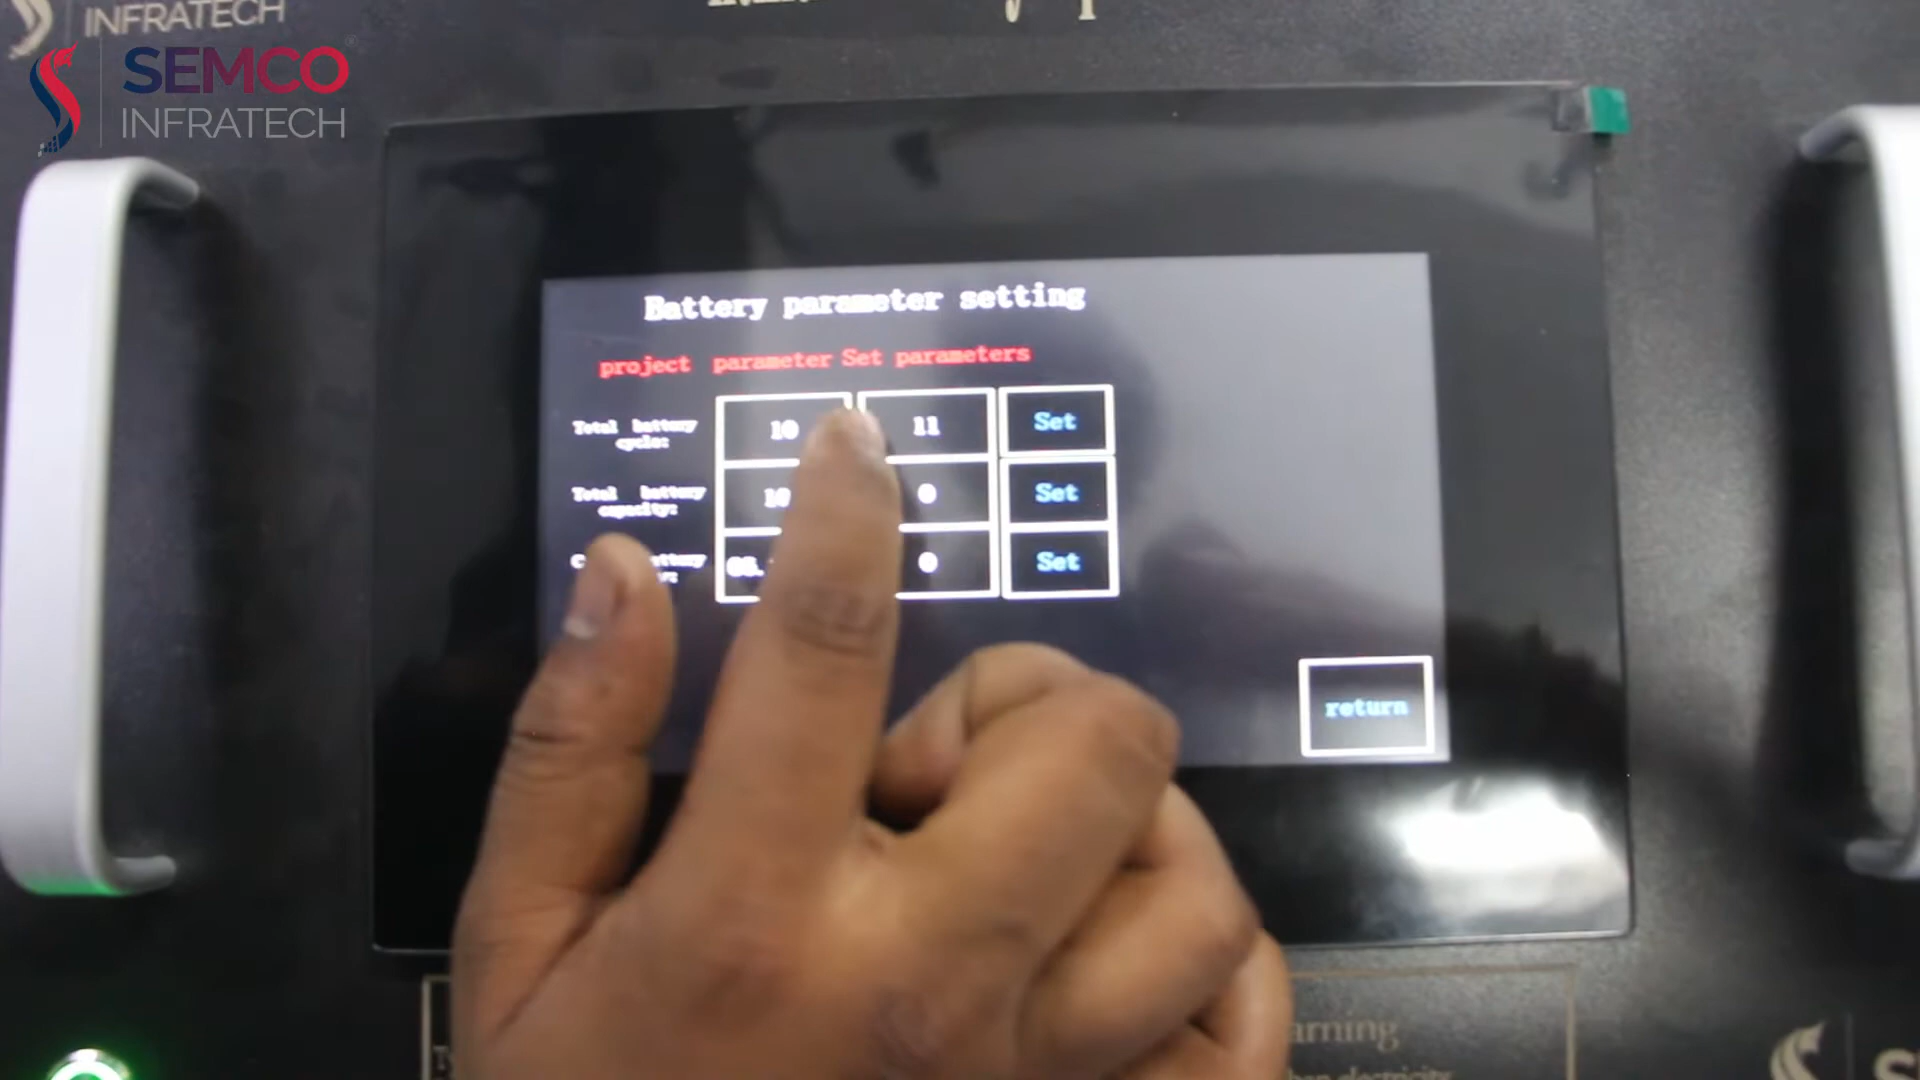 INFRATECH
SEMCO
INFRATECH
Battery parameter setting
project parameter Set parameters
Total battery cycle: 10 11 Set
Total battery capacity: 0 Set
0 Set
return